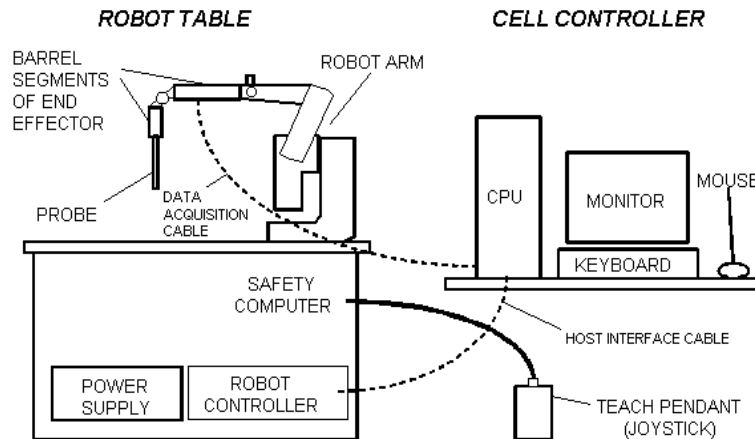 ROBOT TABLE
CELL CONTROLLER
BARREL
SEGMENTS
OF END
EFFECTOR
ROBOT ARM
PROBE
DATA
ACQUISITION
CABLE
CPU
MONITOR
MOUSE
KEYBOARD
SAFETY
COMPUTER
HOST INTERFACE CABLE
POWER
SUPPLY
ROBOT
CONTROLLER
TEACH PENDANT
(JOYSTICK)